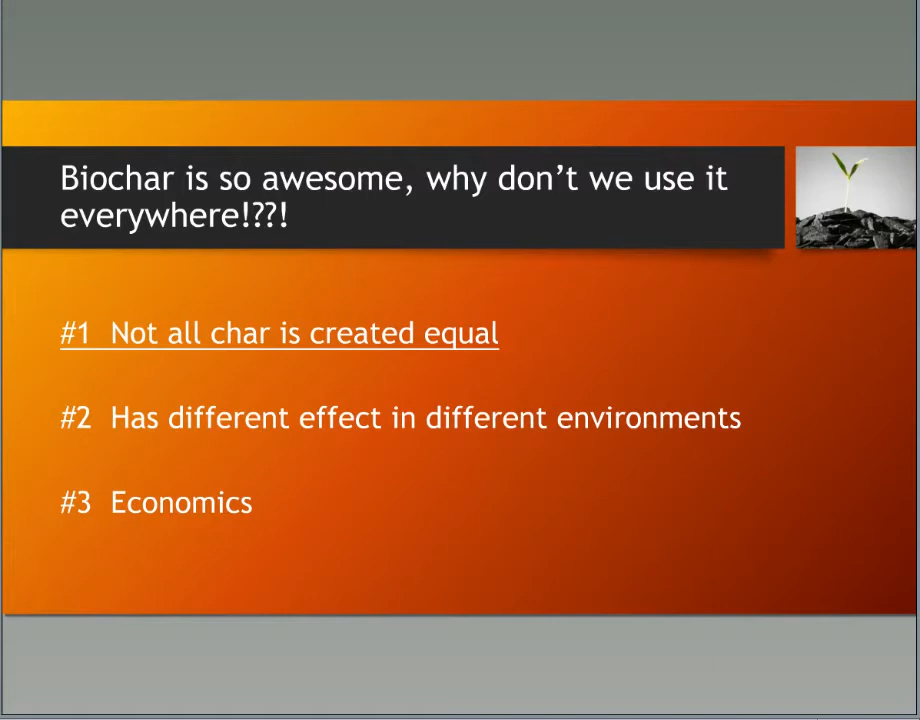 Biochar is so awesome, why don’t we use it
everywhere!??!
#1 Not all char is created equal
#2 Has different effect in different environments
#3 Economics